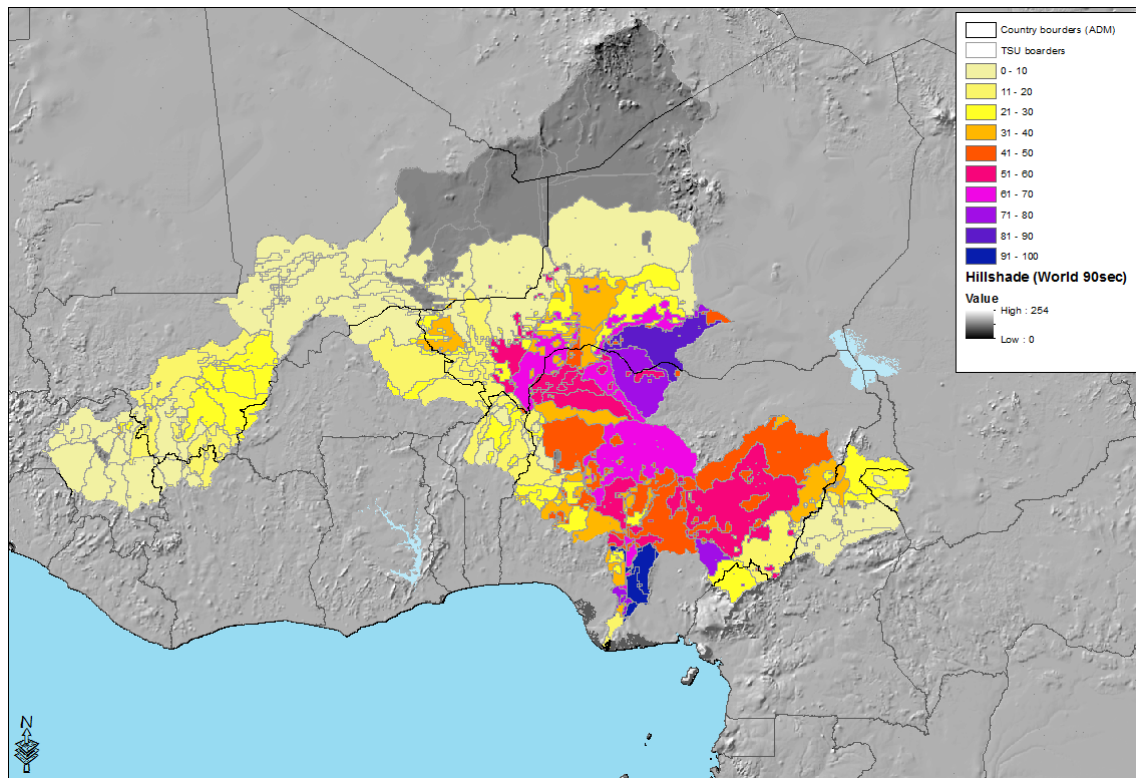 Country bourders (ADM)
TSU boarders
0 - 10
11 - 20
21 - 30
31 - 40
41 - 50
51 - 60
61 - 70
71 - 80
81 - 90
91 - 100
Hillshade (World 90sec)
Value
High : 254
Low : 0
N